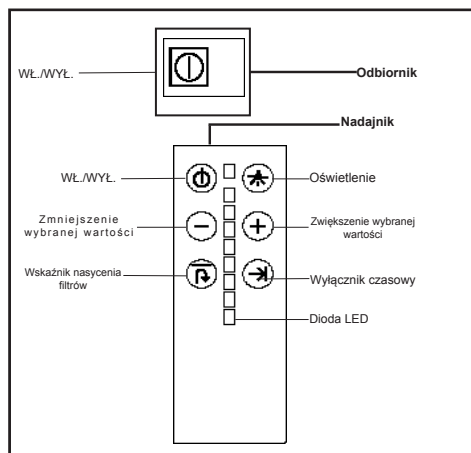 WŁ./WYŁ.
Odbiornik
Nadajnik
WŁ./WYŁ.
Oświetlenie
Zmniejszenie
wybranej wartości
Zwiększenie wybranej
wartości
Wskaźnik nasycenia
filtrów
Wyłącznik czasowy
Dioda LED